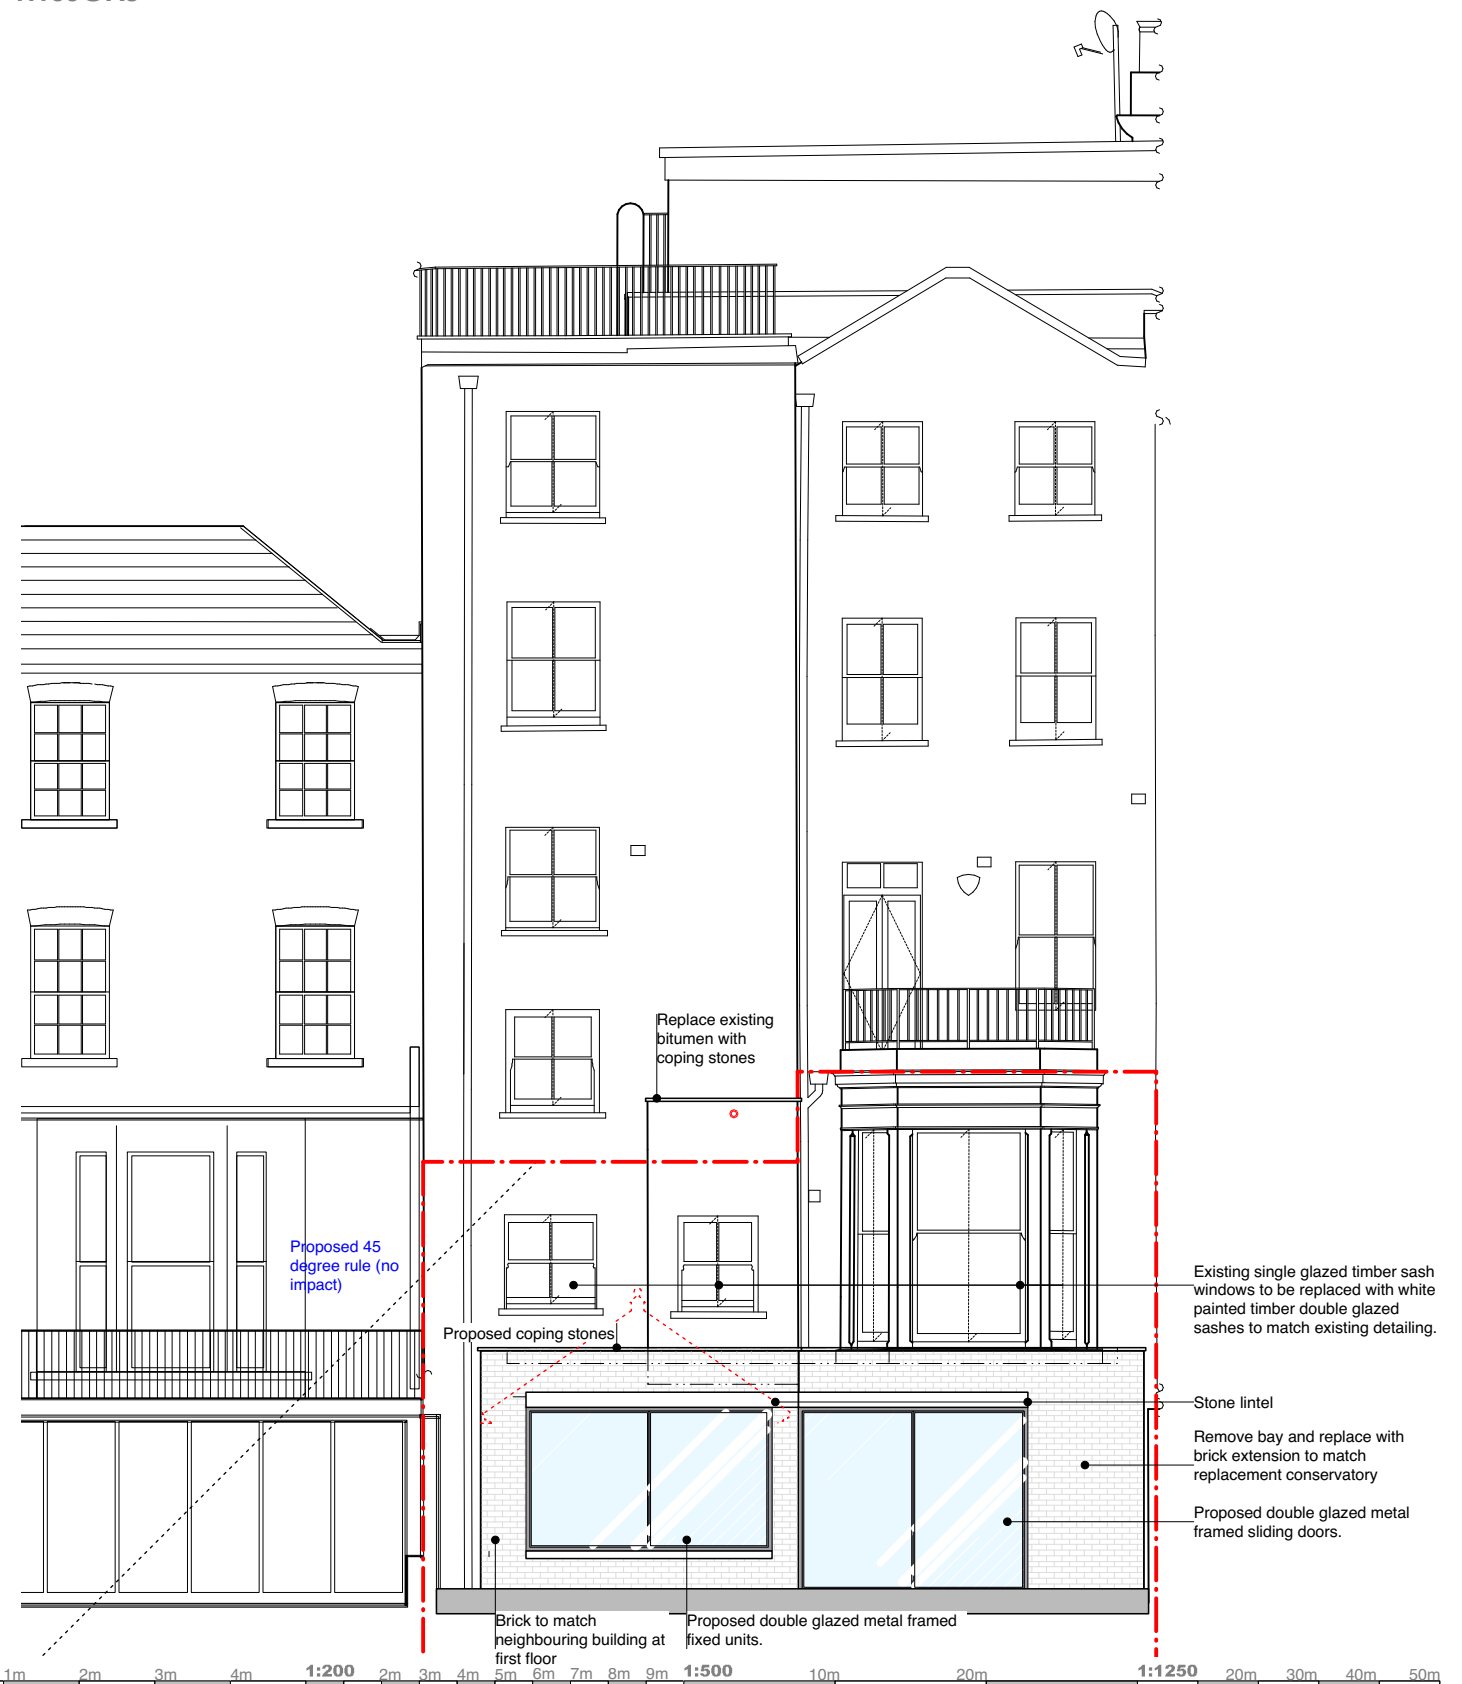 Replace existing
bitumen with
coping stones
Proposed 45
degree rule (no
impact)
Existing single glazed timber sash
windows to be replaced with white
painted timber double glazed
sashes to match existing detailing.
Proposed coping stones
Stone lintel
Remove bay and replace with
brick extension to match
replacement conservatory
Proposed double glazed metal
framed sliding doors.
Brick to match
neighbouring building at
first floor
Proposed double glazed metal framed
fixed units.
1m 2m 3m 4m 1:200 2m 3m 4m 5m 6m 7m 8m 9m 1:500 10m 20m 1:1250 20m 30m 40m 50m